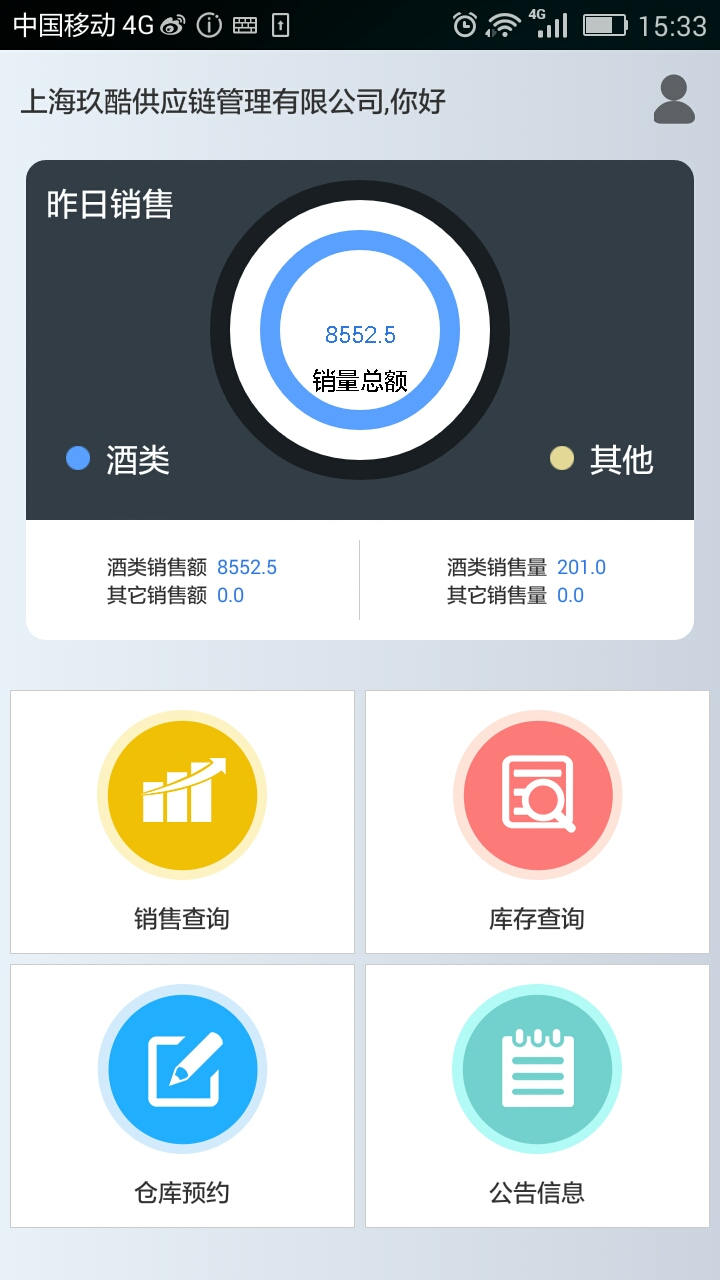 中国移动 4G 4G 15:33
上海玖酷供应链管理有限公司,你好
昨日销售
8552.5
销量总额
酒类 其他
酒类销售额 8552.5 酒类销售量 201.0
其它销售额 0.0 其它销售量 0.0
销售查询 库存查询
仓库预约 公告信息